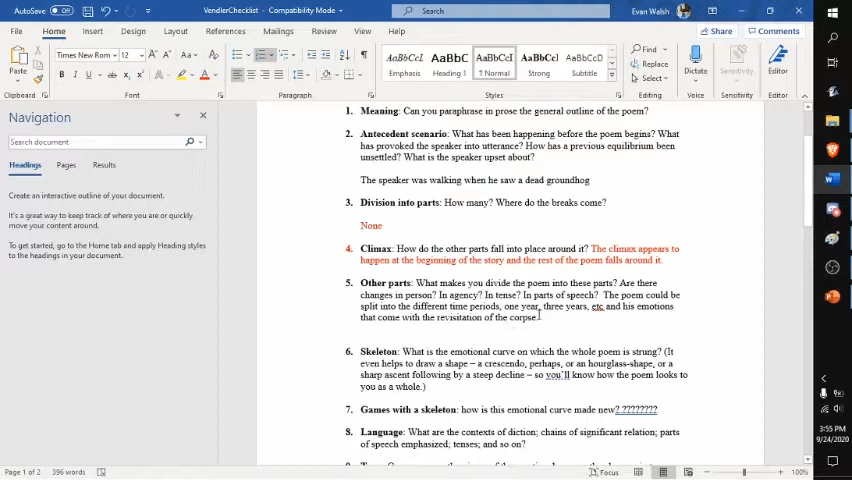 AutoSave Off VendlerChecklist - Compatibility Mode Search Evan Walsh
File Home Insert Draw Design Layout References Mailings Review View Help Share Comments
Paste Times New Rom 12 A A Aa Find Dictate Sensitivity Editor
AaBbCcI AaBbC AaBbCcI AaBbCcl AaBbCcI Replace
B I U ab x x A A Emphasis Heading 1 ¶ Normal Strong Select
Clipboard Font Paragraph Styles Editing Voice Sensitivity Editor
Navigation
Search document
Headings Pages Results
Create an interactive outline of your document.
It's a great way to keep track of where you are or quickly
move your content around.
To get started, go to the Home tab and apply Heading styles
to the headings in your document.
1. Meaning: Can you paraphrase in prose the general outline of the poem?
2. Antecedent scenario: What has been happening before the poem begins? What
has provoked the speaker into utterance? How has a previous equilibrium been
unsettled? What is the speaker upset about?
The speaker was walking when he saw a dead groundhog
3. Division into parts: How many? Where do the breaks come?
None
4. Climax: How do the other parts fall into place around it? The climax appears to
happen at the beginning of the story and the rest of the poem falls around it.
5. Other parts: What makes you divide the poem into these parts? Are there
changes in person? In agency? In tense? In parts of speech? The poem could be
split into the different time periods, one year, three years, etc and his emotions
that come with the revisitation of the corpse
6. Skeleton: What is the emotional curve on which the whole poem is strung? (It
even helps to draw a shape – a crescendo, perhaps, or an hourglass-shape, or a
sharp ascent following by a steep decline – so you'll know how the poem looks to
you as a whole.)
7. Games with a skeleton: how is this emotional curve made new? ????????
8. Language: What are the contexts of diction; chains of significant relation; parts
of speech emphasized; tenses; and so on?
Page 1 of 2 396 words Focus 100%
3:55 PM
9/24/2020